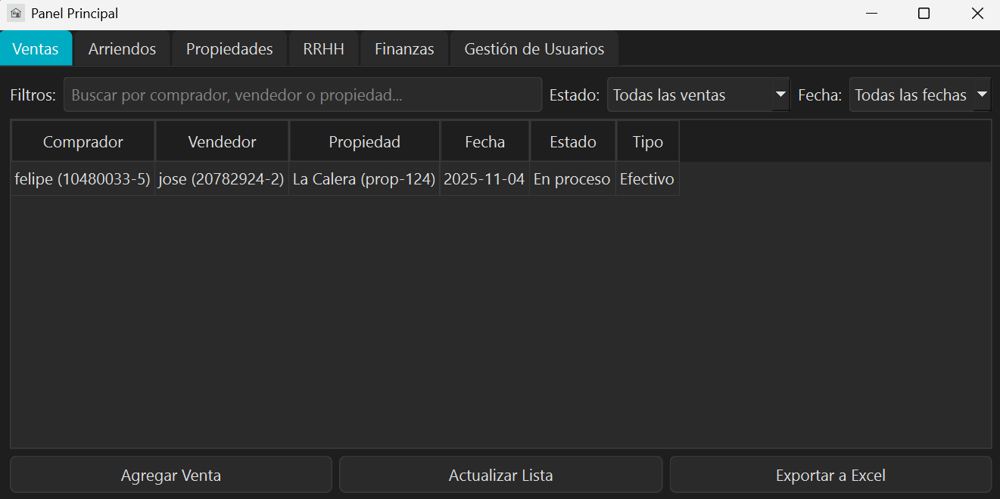 Panel Principal
Ventas Arriendos Propiedades RRHH Finanzas Gestión de Usuarios
Filtros: Buscar por comprador, vendedor o propiedad... Estado: Todas las ventas Fecha: Todas las fechas
Comprador Vendedor Propiedad Fecha Estado Tipo
felipe (10480033-5) jose (20782924-2) La Calera (prop-124) 2025-11-04 En proceso Efectivo
Agregar Venta Actualizar Lista Exportar a Excel